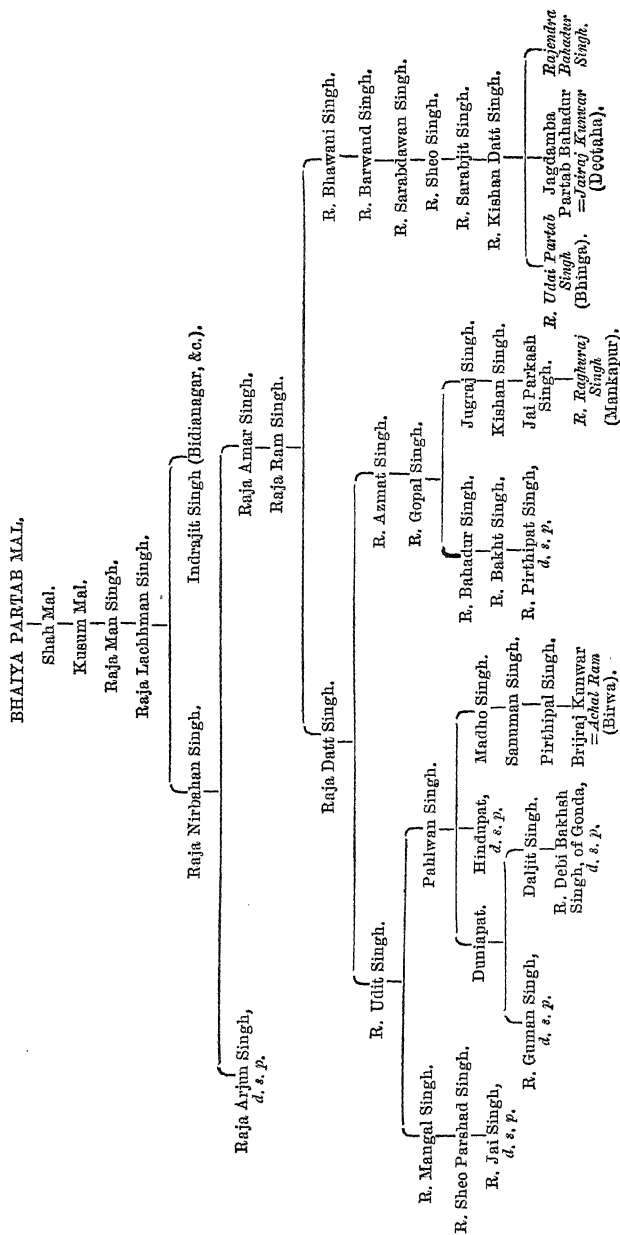 BHAIYA PARTAB MAL.
Shah Mal.
Kusum Mal.
Raja Man Singh.
Raja Lachhman Singh.
Raja Nirbahan Singh.
Indrajit Singh (Bidianagar, &c.).
Raja Arjun Singh,
d. s. p.
Raja Amar Singh.
Raja Ram Singh.
Raja Datt Singh.
R. Bhawani Singh.
R. Barwand Singh.
R. Sarabdawan Singh.
R. Sheo Singh.
R. Sarabjit Singh.
R. Kishan Datt Singh.
R. Udit Singh.
R. Azmat Singh.
R. Gopal Singh.
R. Mangal Singh.
R. Sheo Parshad Singh.
R. Jai Singh,
d. s. p.
Pahlwan Singh.
Duniapat.
Hindupat,
d. s. p.
Madho Singh.
Sanuman Singh.
Pirthipal Singh.
Brijraj Kunwar
=Achal Ram
(Birwa).
R. Guman Singh,
d. s. p.
Daljit Singh.
R. Debi Bakhsh
Singh, of Gonda,
d. s. p.
R. Bahadur Singh.
R. Bakht Singh.
R. Pirthipat Singh,
d. s. p.
Jugraj Singh.
Kishan Singh.
Jai Parkash
Singh.
R. Raghuraj
Singh
(Mankapur).
R. Udai Partab
Singh
(Bhinga).
Jagdamba
Partab Bahadur
=Jairaj Kunwar
(Deotaha).
Rajendra
Bahadur
Singh.